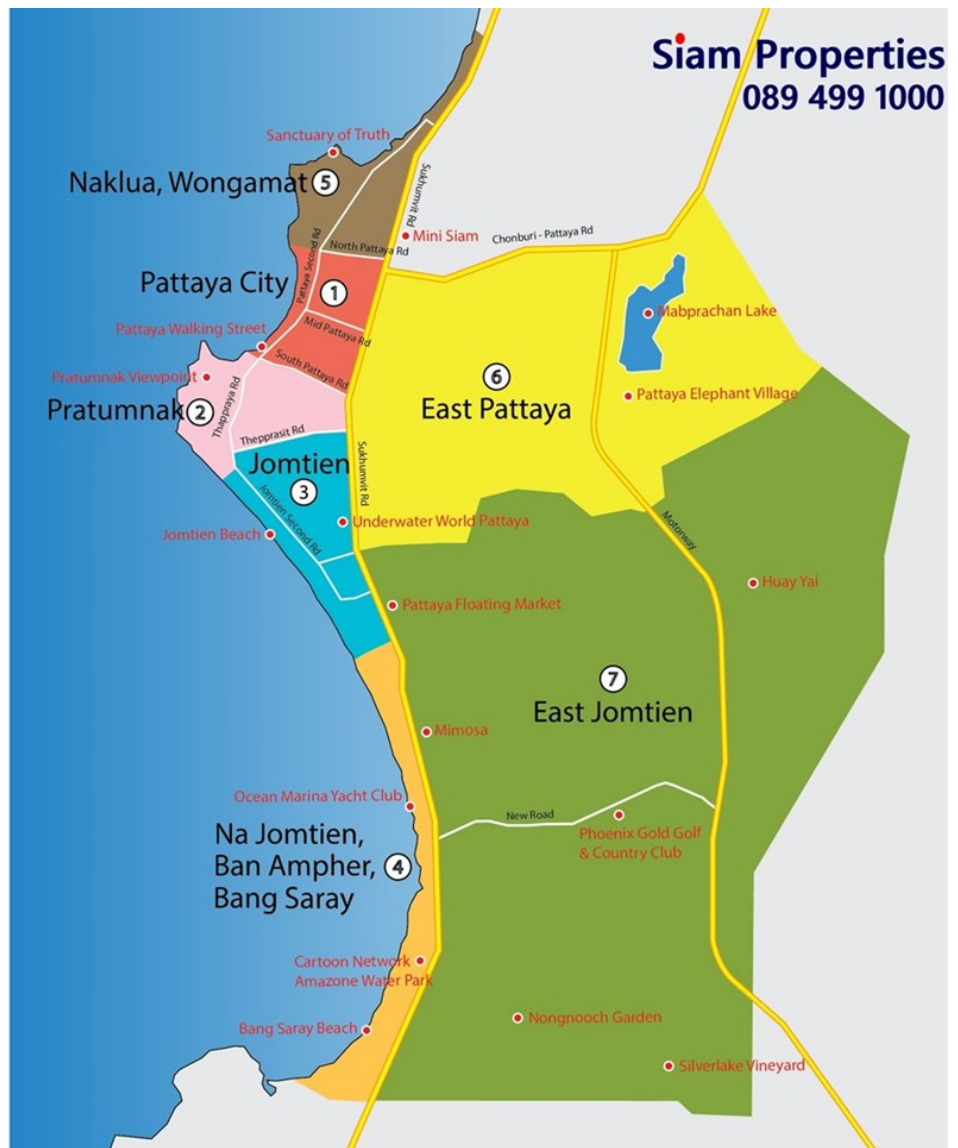 Siam Properties
089 499 1000
Sanctuary of Truth
Naklua, Wongamat 5
Sukhumvit Rd
Mini Siam
Chonburi - Pattaya Rd
North Pattaya Rd
Pattaya Second Rd
Pattaya City
1
Mabprachan Lake
Mid Pattaya Rd
Pattaya Walking Street
South Pattaya Rd
Pratumnak Viewpoint
6
East Pattaya
Pattaya Elephant Village
Pratumnak 2
Thappraya Rd
Thepprasit Rd
Jomtien
3
Sukhumvit Rd
Jomtien Second Rd
Underwater World Pattaya
Jomtien Beach
Motorway
Huay Yai
Pattaya Floating Market
7
East Jomtien
Mimosa
Ocean Marina Yacht Club
New Road
Phoenix Gold Golf
& Country Club
Na Jomtien,
Ban Ampher, 4
Bang Saray
Cartoon Network
Amazone Water Park
Nongnooch Garden
Bang Saray Beach
Silverlake Vineyard